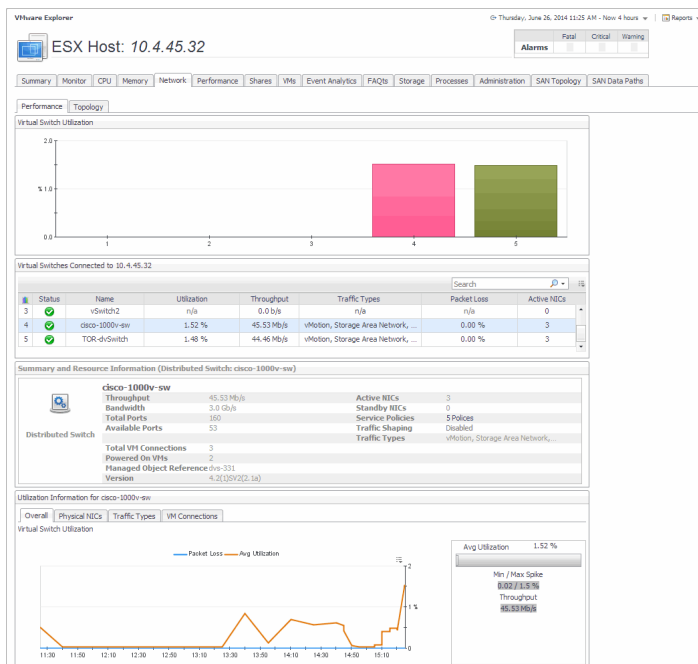 VMware Explorer
Thursday, June 26, 2014 11:25 AM - Now 4 hours
Reports
ESX Host: 10.4.45.32
Fatal Critical Warning
Alarms
Summary Monitor CPU Memory Network Performance Shares VMs Event Analytics FAQts Storage Processes Administration SAN Topology SAN Data Paths
Performance Topology
Virtual Switch Utilization
2.0
% 1.0
0.0
1 2 3 4 5
Virtual Switches Connected to 10.4.45.32
Search
Status Name Utilization Throughput Traffic Types Packet Loss Active NICs
3 vSwitch2 n/a 0.0 b/s n/a n/a 0
4 cisco-1000v-sw 1.52 % 45.53 Mb/s vMotion, Storage Area Network, ... 0.00 % 3
5 TOR-dvSwitch 1.48 % 44.46 Mb/s vMotion, Storage Area Network, ... 0.00 % 3
Summary and Resource Information (Distributed Switch: cisco-1000v-sw)
cisco-1000v-sw
Throughput 45.53 Mb/s Active NICs 3
Bandwidth 3.0 Gb/s Standby NICs 0
Total Ports 160 Service Policies 5 Polices
Available Ports 53 Traffic Shaping Disabled
Distributed Switch
Traffic Types vMotion, Storage Area Network,...
Total VM Connections 3
Powered On VMs 2
Managed Object Reference dvs-331
Version 4.2(1)SV2(2.1a)
Utilization Information for cisco-1000v-sw
Overall Physical NICs Traffic Types VM Connections
Virtual Switch Utilization
Packet Loss Avg Utilization
2
1 %
0
11:30 11:50 12:10 12:30 12:50 13:10 13:30 13:50 14:10 14:30 14:50 15:10
Avg Utilization 1.52 %
Min / Max Spike
0.02 / 1.5 %
Throughput
45.53 Mb/s